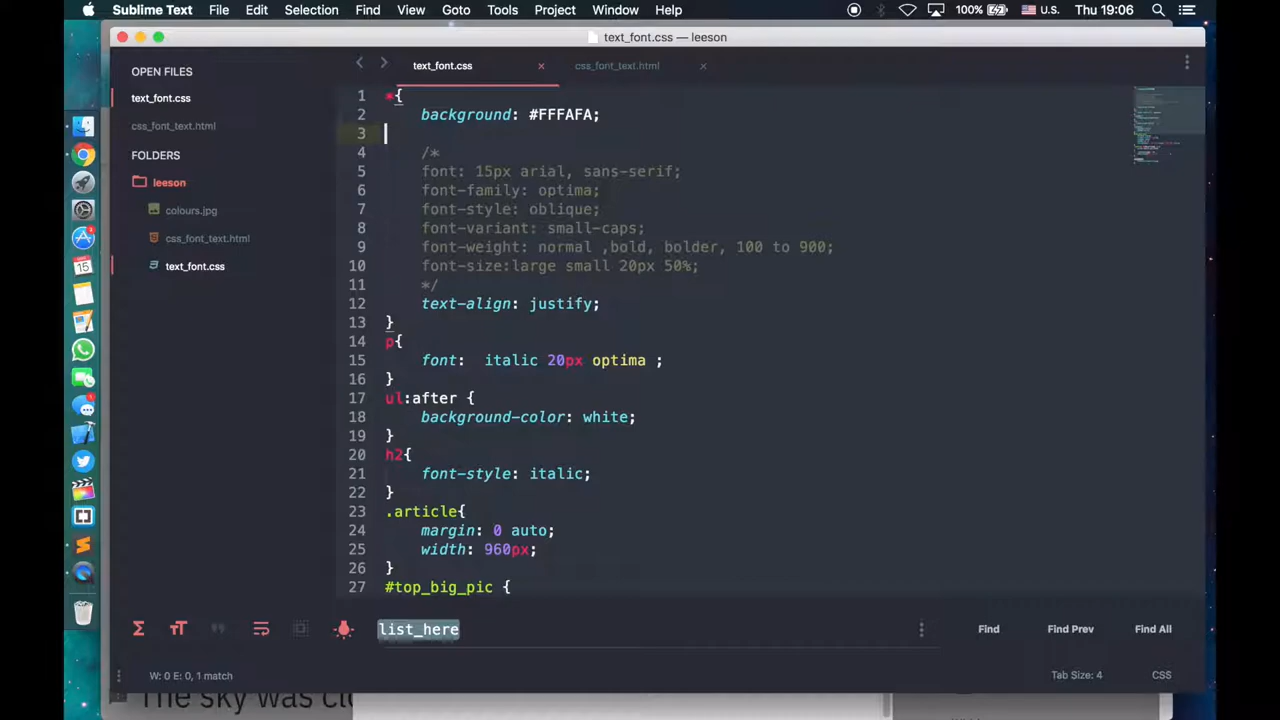 Sublime Text File Edit Selection Find View Goto Tools Project Window Help 100% U.S. Thu 19:06
text_font.css — leeson
OPEN FILES
text_font.css
css_font_text.html
FOLDERS
leeson
colours.jpg
css_font_text.html
text_font.css
text_font.css × css_font_text.html ×
1 *{
2 background: #FFFAFA;
3
4 /*
5 font: 15px arial, sans-serif;
6 font-family: optima;
7 font-style: oblique;
8 font-variant: small-caps;
9 font-weight: normal ,bold, bolder, 100 to 900;
10 font-size:large small 20px 50%;
11 */
12 text-align: justify;
13 }
14 p{
15 font:  italic 20px optima ;
16 }
17 ul:after {
18 background-color: white;
19 }
20 h2{
21 font-style: italic;
22 }
23 .article{
24 margin: 0 auto;
25 width: 960px;
26 }
27 #top_big_pic {
list_here Find Find Prev Find All
W: 0 E: 0, 1 match Tab Size: 4 CSS
The sky was